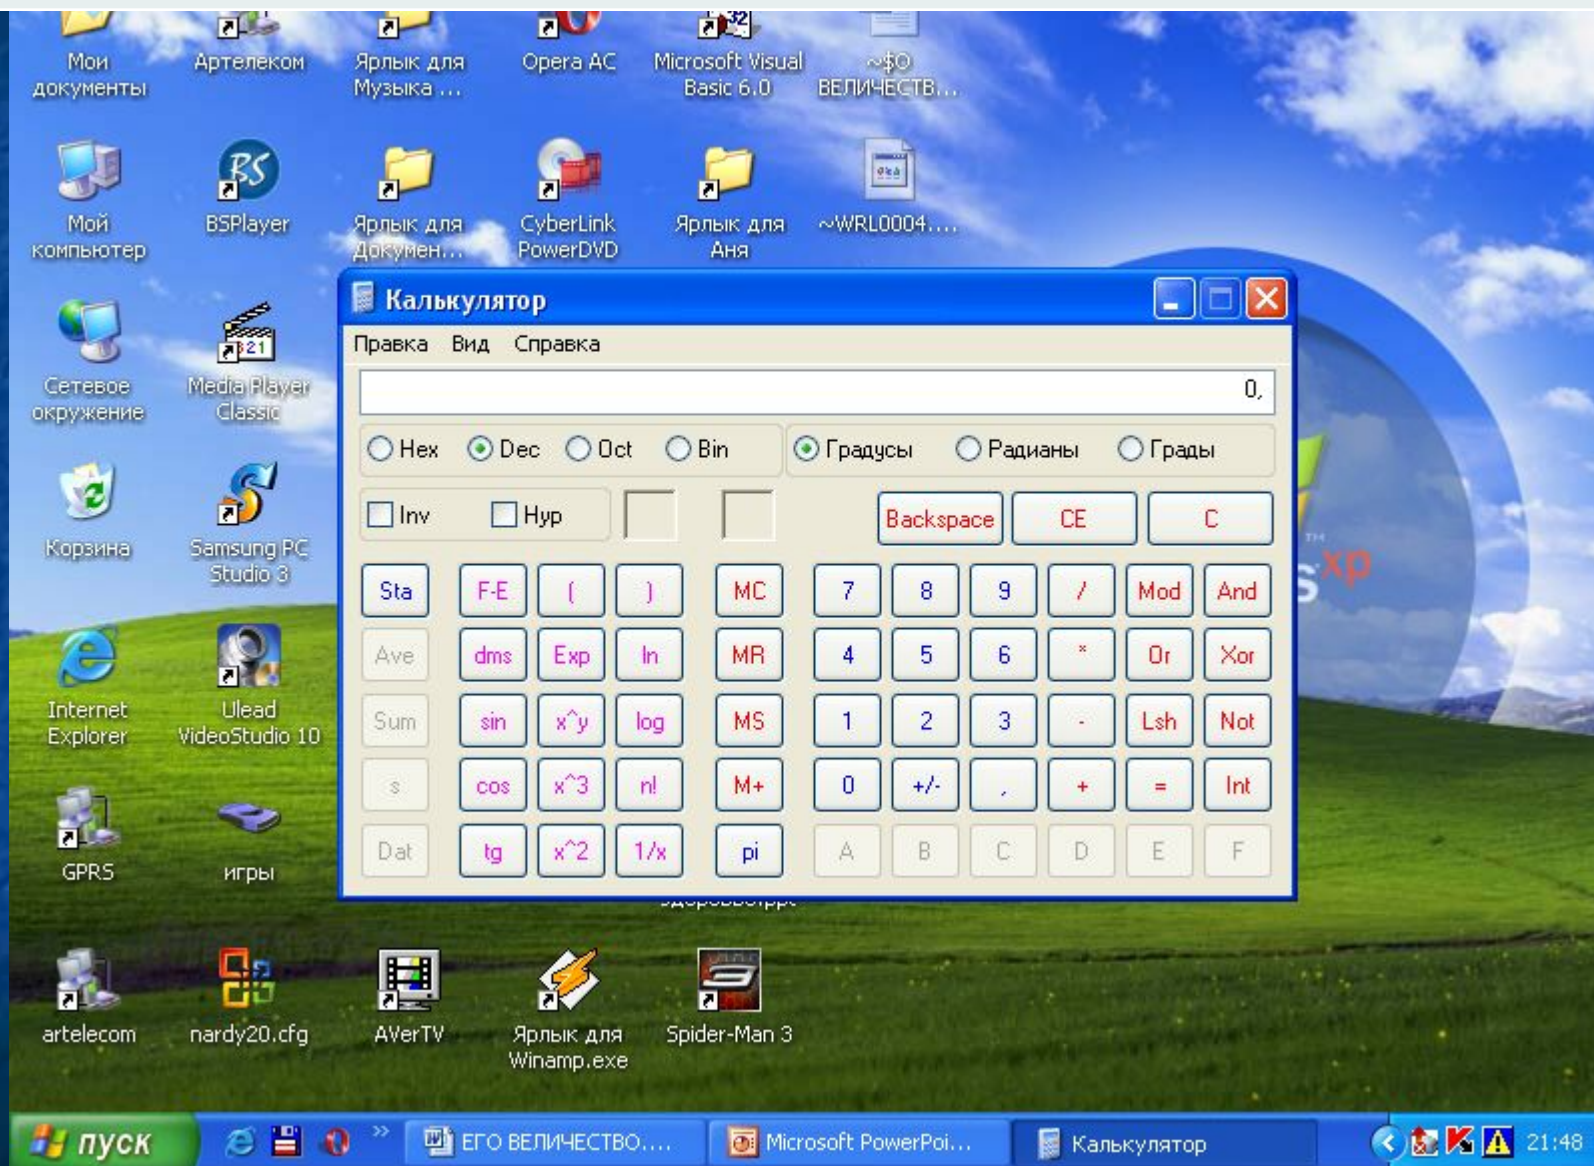 Мои документы
Артелеком
Ярлык для Музыка ...
Opera AC
Microsoft Visual Basic 6.0
~$О ВЕЛИЧЕСТВ...
Мой компьютер
BSPlayer
Ярлык для Докумен...
CyberLink PowerDVD
Ярлык для Аня
~WRL0004....
Сетевое окружение
Media Player Classic
Корзина
Samsung PC Studio 3
Internet Explorer
Ulead VideoStudio 10
GPRS
игры
artelecom
nardy20.cfg
AVerTV
Ярлык для Winamp.exe
Spider-Man 3
Калькулятор
Правка Вид Справка
0,
Hex Dec Oct Bin Градусы Радианы Грады
Inv Hyp Backspace CE C
Sta F-E ( ) MC 7 8 9 / Mod And
Ave dms Exp ln MR 4 5 6 * Or Xor
Sum sin x^y log MS 1 2 3 - Lsh Not
s cos x^3 n! M+ 0 +/- , + = Int
Dat tg x^2 1/x pi A B C D E F
xp
пуск
ЕГО ВЕЛИЧЕСТВО....
Microsoft PowerPoi...
Калькулятор
21:48